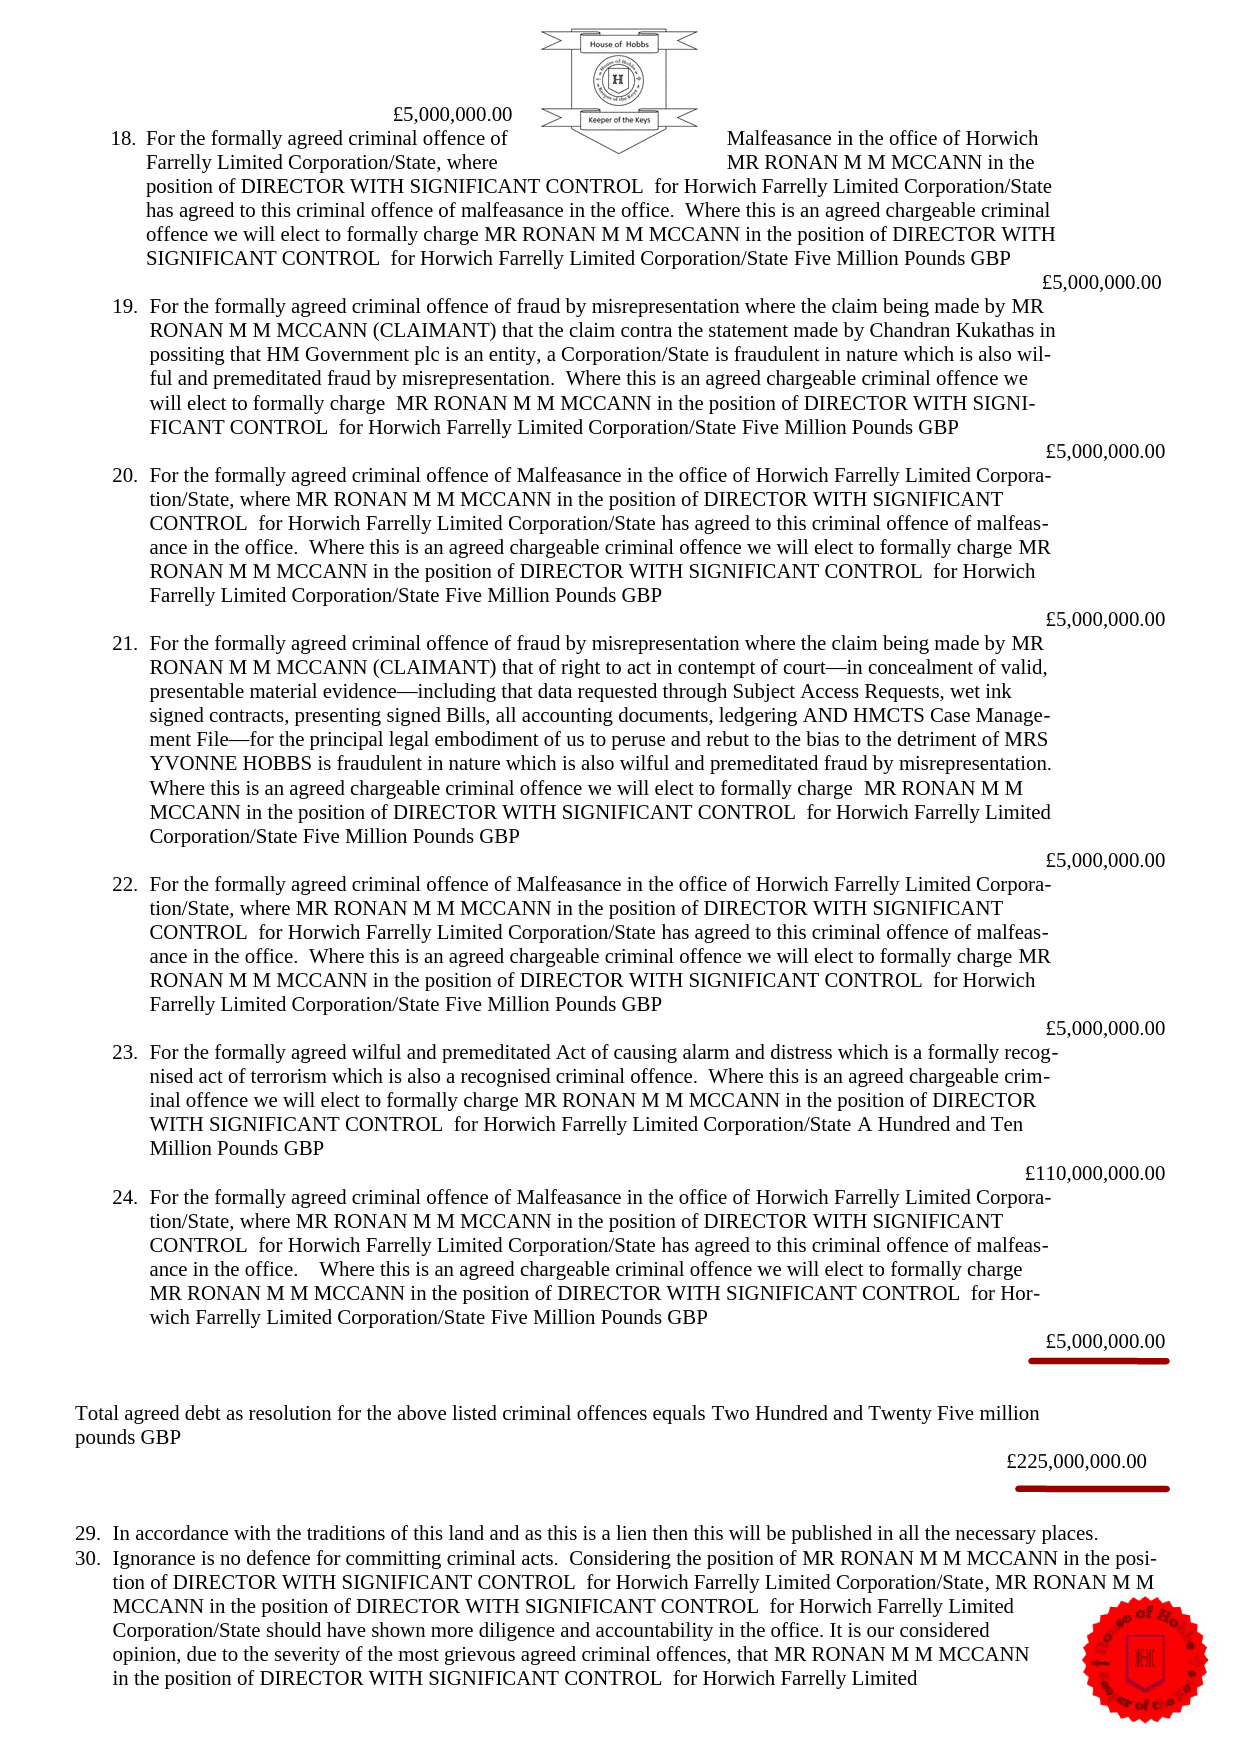 House of Hobbs
House of Hobbs
H
Keeper of the Keys
Keeper of the Keys
£5,000,000.00
18. For the formally agreed criminal offence of Malfeasance in the office of Horwich
Farrelly Limited Corporation/State, where MR RONAN M M MCCANN in the
position of DIRECTOR WITH SIGNIFICANT CONTROL for Horwich Farrelly Limited Corporation/State
has agreed to this criminal offence of malfeasance in the office. Where this is an agreed chargeable criminal
offence we will elect to formally charge MR RONAN M M MCCANN in the position of DIRECTOR WITH
SIGNIFICANT CONTROL for Horwich Farrelly Limited Corporation/State Five Million Pounds GBP
£5,000,000.00
19. For the formally agreed criminal offence of fraud by misrepresentation where the claim being made by MR
RONAN M M MCCANN (CLAIMANT) that the claim contra the statement made by Chandran Kukathas in
possiting that HM Government plc is an entity, a Corporation/State is fraudulent in nature which is also wil-
ful and premeditated fraud by misrepresentation. Where this is an agreed chargeable criminal offence we
will elect to formally charge MR RONAN M M MCCANN in the position of DIRECTOR WITH SIGNI-
FICANT CONTROL for Horwich Farrelly Limited Corporation/State Five Million Pounds GBP
£5,000,000.00
20. For the formally agreed criminal offence of Malfeasance in the office of Horwich Farrelly Limited Corpora-
tion/State, where MR RONAN M M MCCANN in the position of DIRECTOR WITH SIGNIFICANT
CONTROL for Horwich Farrelly Limited Corporation/State has agreed to this criminal offence of malfeas-
ance in the office. Where this is an agreed chargeable criminal offence we will elect to formally charge MR
RONAN M M MCCANN in the position of DIRECTOR WITH SIGNIFICANT CONTROL for Horwich
Farrelly Limited Corporation/State Five Million Pounds GBP
£5,000,000.00
21. For the formally agreed criminal offence of fraud by misrepresentation where the claim being made by MR
RONAN M M MCCANN (CLAIMANT) that of right to act in contempt of court—in concealment of valid,
presentable material evidence—including that data requested through Subject Access Requests, wet ink
signed contracts, presenting signed Bills, all accounting documents, ledgering AND HMCTS Case Manage-
ment File—for the principal legal embodiment of us to peruse and rebut to the bias to the detriment of MRS
YVONNE HOBBS is fraudulent in nature which is also wilful and premeditated fraud by misrepresentation.
Where this is an agreed chargeable criminal offence we will elect to formally charge MR RONAN M M
MCCANN in the position of DIRECTOR WITH SIGNIFICANT CONTROL for Horwich Farrelly Limited
Corporation/State Five Million Pounds GBP
£5,000,000.00
22. For the formally agreed criminal offence of Malfeasance in the office of Horwich Farrelly Limited Corpora-
tion/State, where MR RONAN M M MCCANN in the position of DIRECTOR WITH SIGNIFICANT
CONTROL for Horwich Farrelly Limited Corporation/State has agreed to this criminal offence of malfeas-
ance in the office. Where this is an agreed chargeable criminal offence we will elect to formally charge MR
RONAN M M MCCANN in the position of DIRECTOR WITH SIGNIFICANT CONTROL for Horwich
Farrelly Limited Corporation/State Five Million Pounds GBP
£5,000,000.00
23. For the formally agreed wilful and premeditated Act of causing alarm and distress which is a formally recog-
nised act of terrorism which is also a recognised criminal offence. Where this is an agreed chargeable crim-
inal offence we will elect to formally charge MR RONAN M M MCCANN in the position of DIRECTOR
WITH SIGNIFICANT CONTROL for Horwich Farrelly Limited Corporation/State A Hundred and Ten
Million Pounds GBP
£110,000,000.00
24. For the formally agreed criminal offence of Malfeasance in the office of Horwich Farrelly Limited Corpora-
tion/State, where MR RONAN M M MCCANN in the position of DIRECTOR WITH SIGNIFICANT
CONTROL for Horwich Farrelly Limited Corporation/State has agreed to this criminal offence of malfeas-
ance in the office. Where this is an agreed chargeable criminal offence we will elect to formally charge
MR RONAN M M MCCANN in the position of DIRECTOR WITH SIGNIFICANT CONTROL for Hor-
wich Farrelly Limited Corporation/State Five Million Pounds GBP
£5,000,000.00
Total agreed debt as resolution for the above listed criminal offences equals Two Hundred and Twenty Five million
pounds GBP
£225,000,000.00
29. In accordance with the traditions of this land and as this is a lien then this will be published in all the necessary places.
30. Ignorance is no defence for committing criminal acts. Considering the position of MR RONAN M M MCCANN in the posi-
tion of DIRECTOR WITH SIGNIFICANT CONTROL for Horwich Farrelly Limited Corporation/State, MR RONAN M M
MCCANN in the position of DIRECTOR WITH SIGNIFICANT CONTROL for Horwich Farrelly Limited
Corporation/State should have shown more diligence and accountability in the office. It is our considered
opinion, due to the severity of the most grievous agreed criminal offences, that MR RONAN M M MCCANN
in the position of DIRECTOR WITH SIGNIFICANT CONTROL for Horwich Farrelly Limited
House of Hobbs
H
Keeper of the Keys